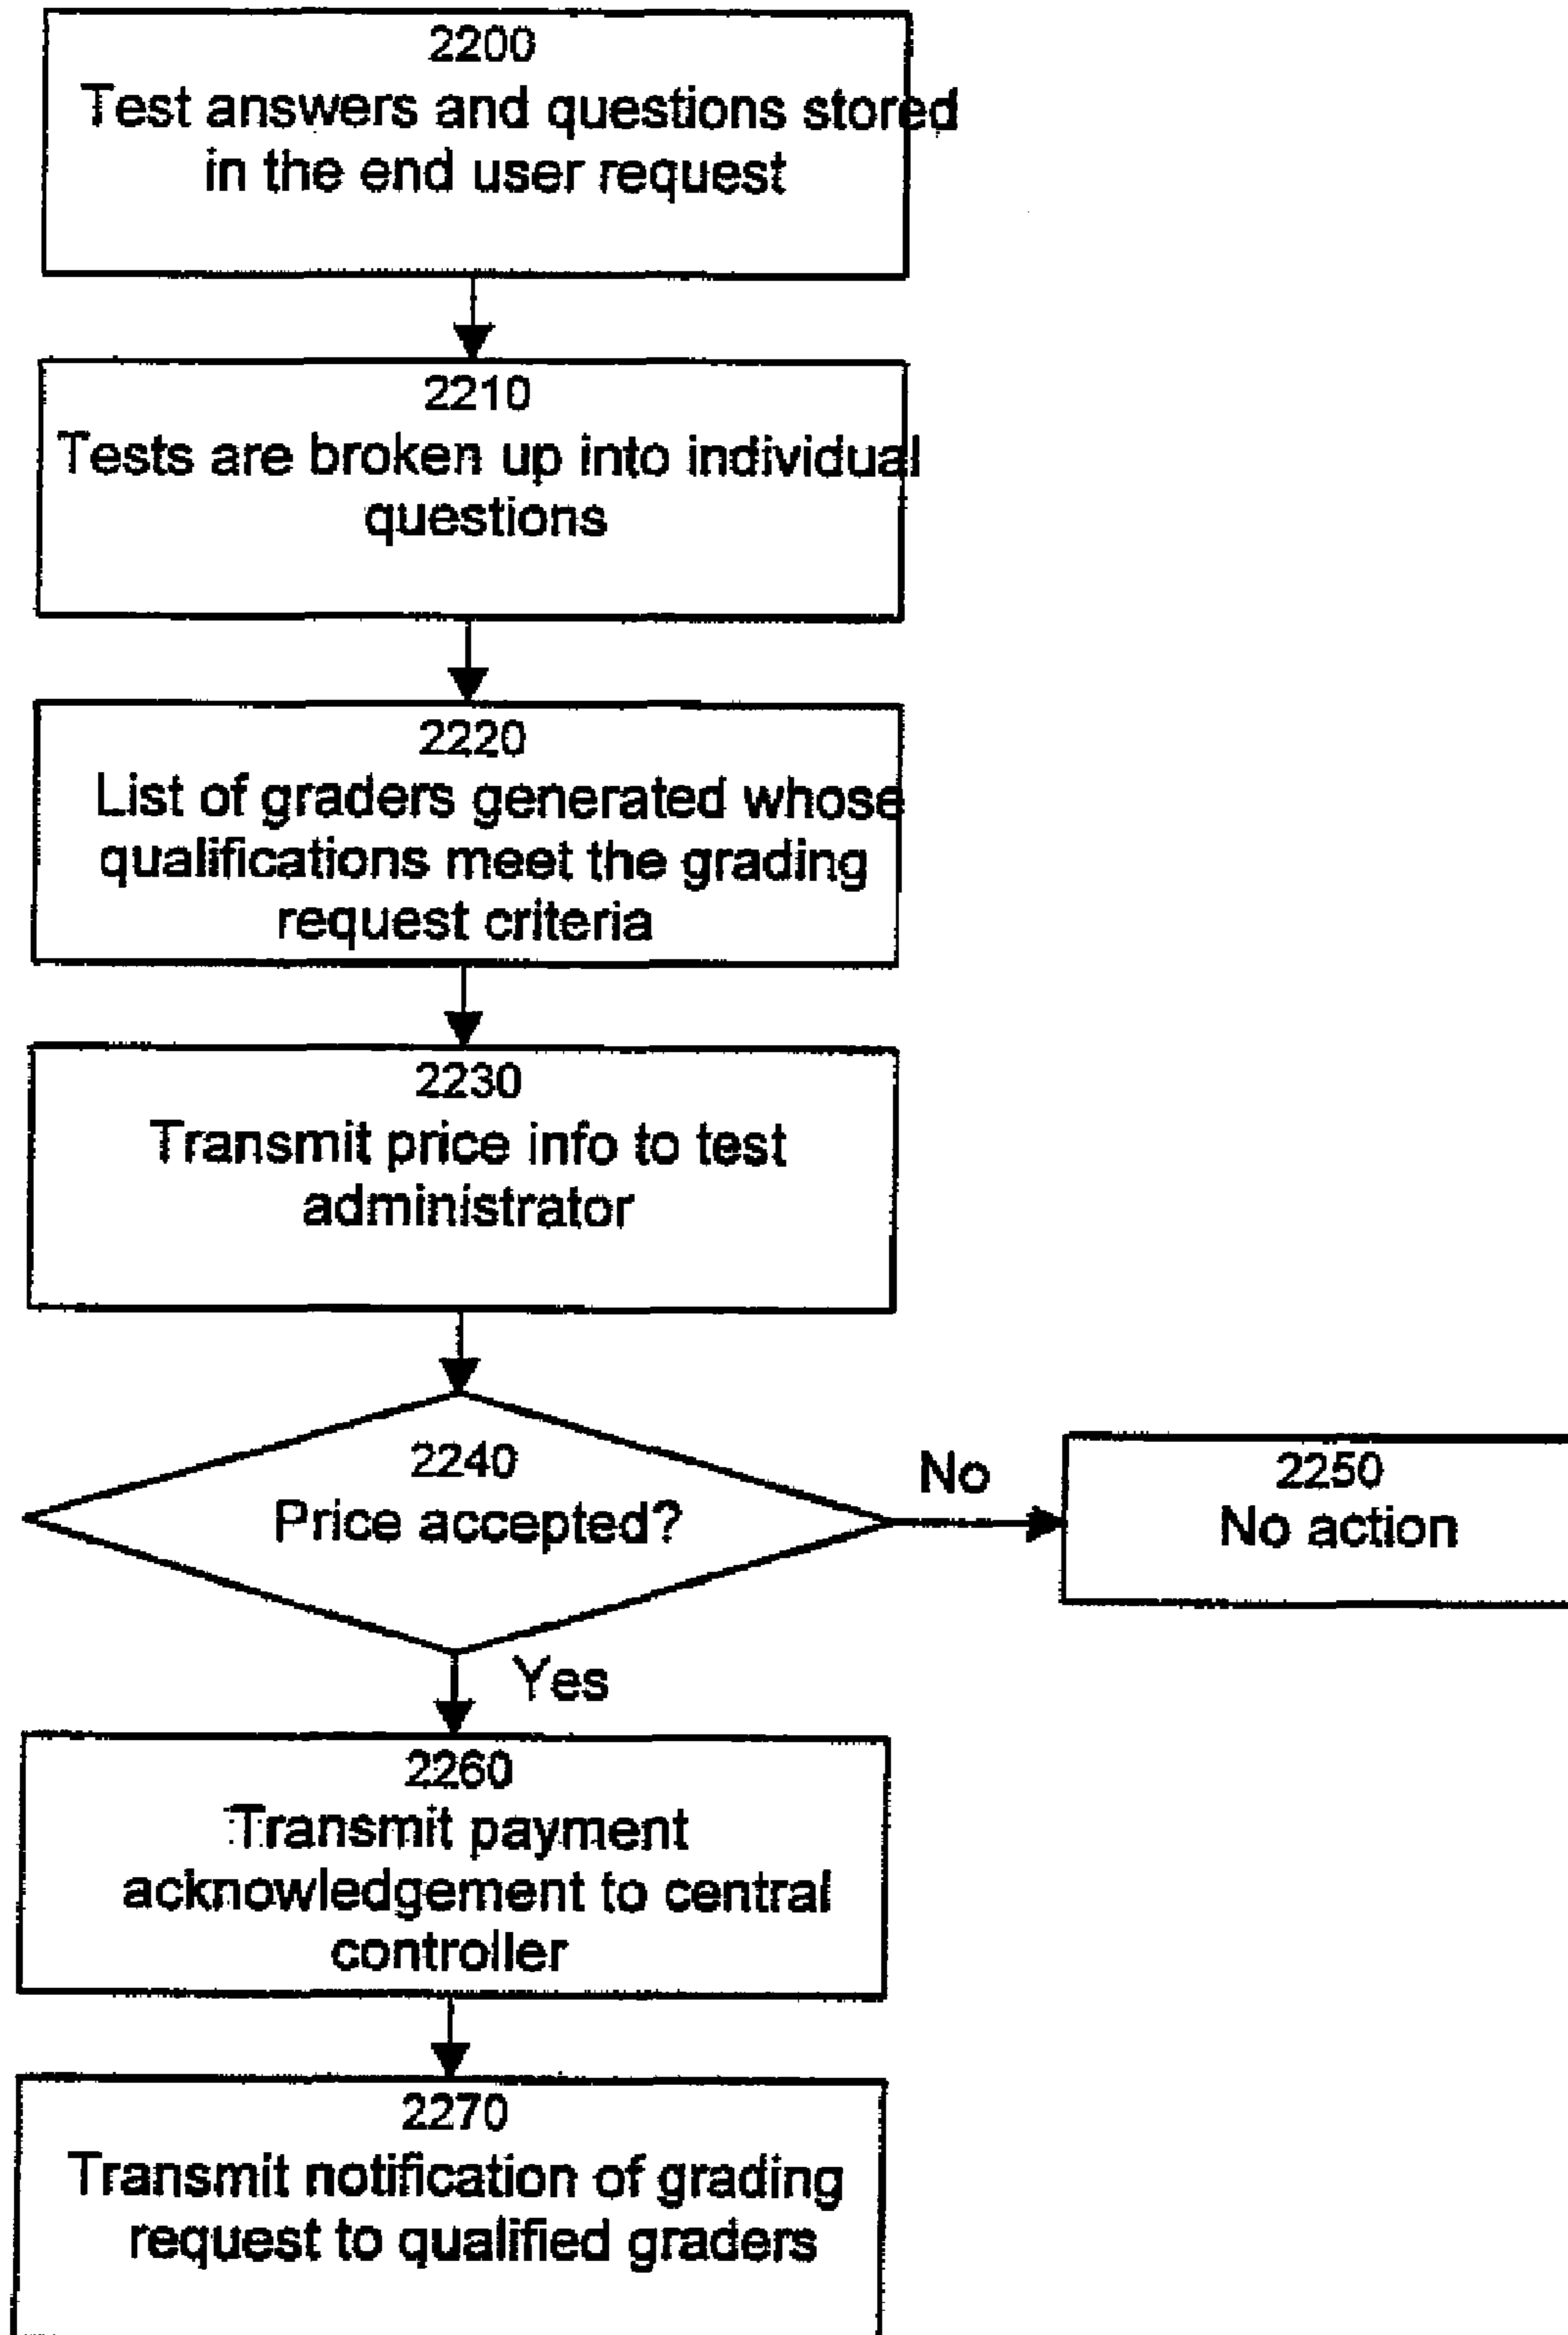 2200
Test answers and questions stored
in the end user request
2210
Tests are broken up into individual
questions
2220
List of graders generated whose
qualifications meet the grading
request criteria
2230
Transmit price info to test
administrator
2240
Price accepted?
No
2250
No action
Yes
2260
Transmit payment
acknowledgement to central
controller
2270
Transmit notification of grading
request to qualified graders